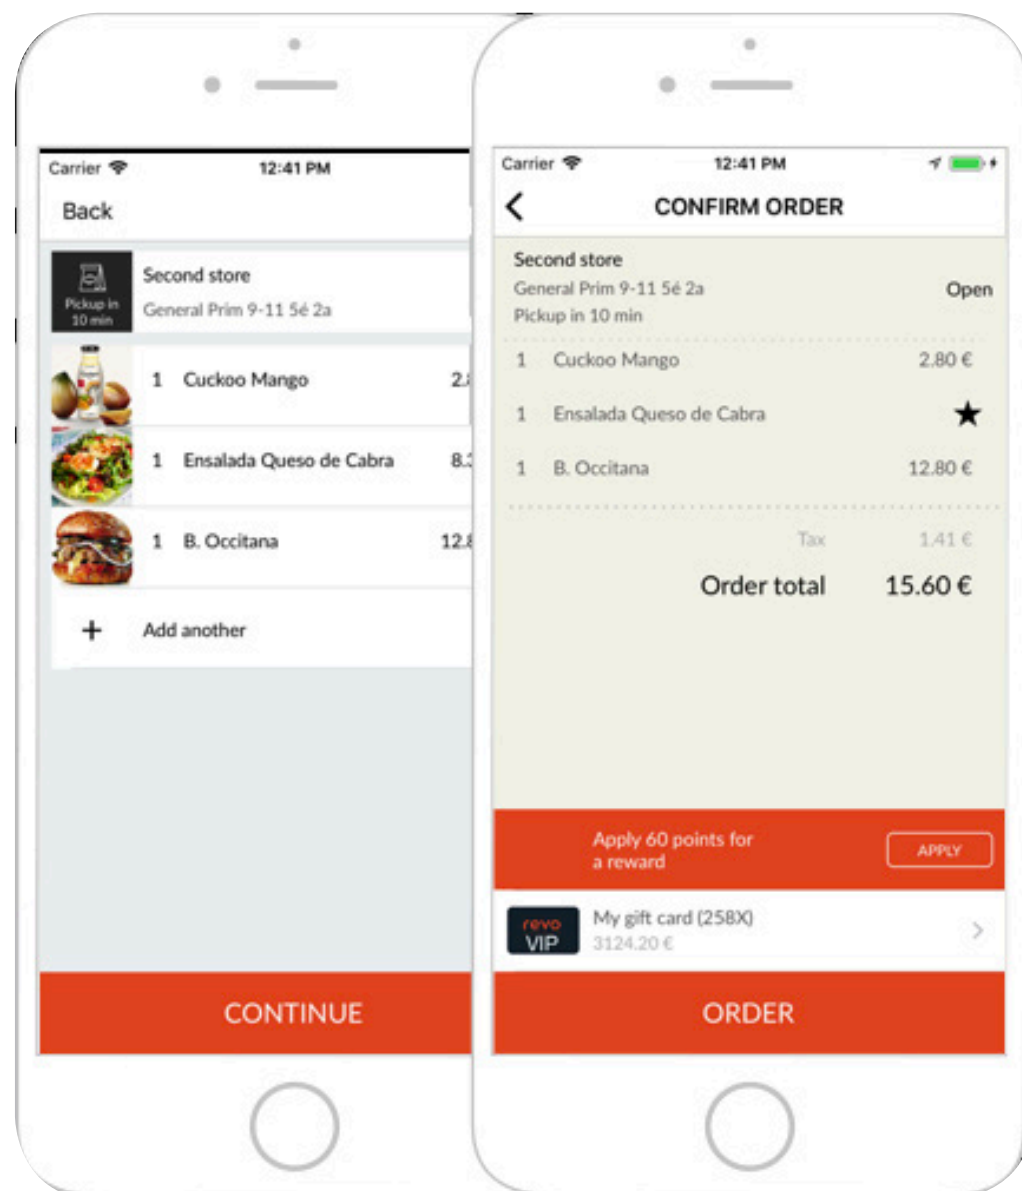 Carrier
12:41 PM
Back
Pickup in
10 min
Second store
General Prim 9-11 5é 2a
1 Cuckoo Mango
1 Ensalada Queso de Cabra
1 B. Occitana
+ Add another
CONTINUE
Carrier
12:41 PM
CONFIRM ORDER
Second store
General Prim 9-11 5é 2a
Open
Pickup in 10 min
1 Cuckoo Mango 2.80 €
1 Ensalada Queso de Cabra
1 B. Occitana 12.80 €
Tax 1.41 €
Order total 15.60 €
Apply 60 points for
a reward
APPLY
revo
VIP
My gift card (258X)
3124.20 €
ORDER